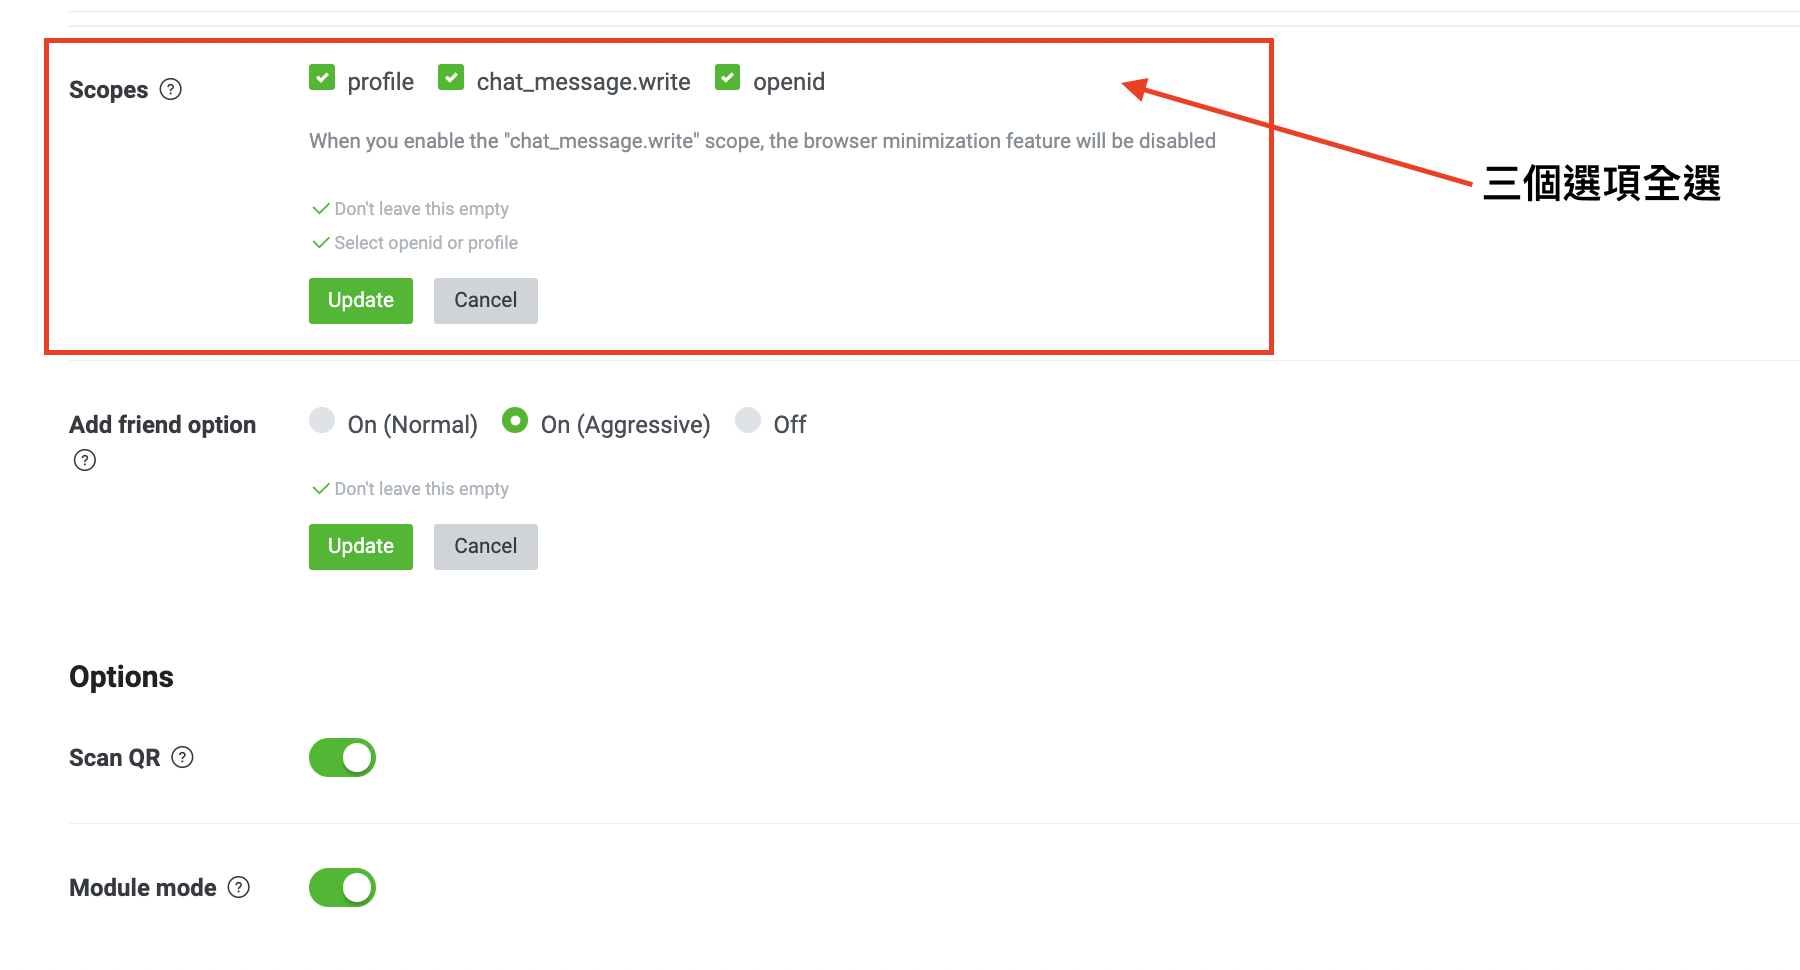 Scopes ? profile chat_message.write openid
When you enable the "chat_message.write" scope, the browser minimization feature will be disabled
三個選項全選
Don't leave this empty
Select openid or profile
Update Cancel
Add friend option ? On (Normal) On (Aggressive) Off
Don't leave this empty
Update Cancel
Options
Scan QR ?
Module mode ?